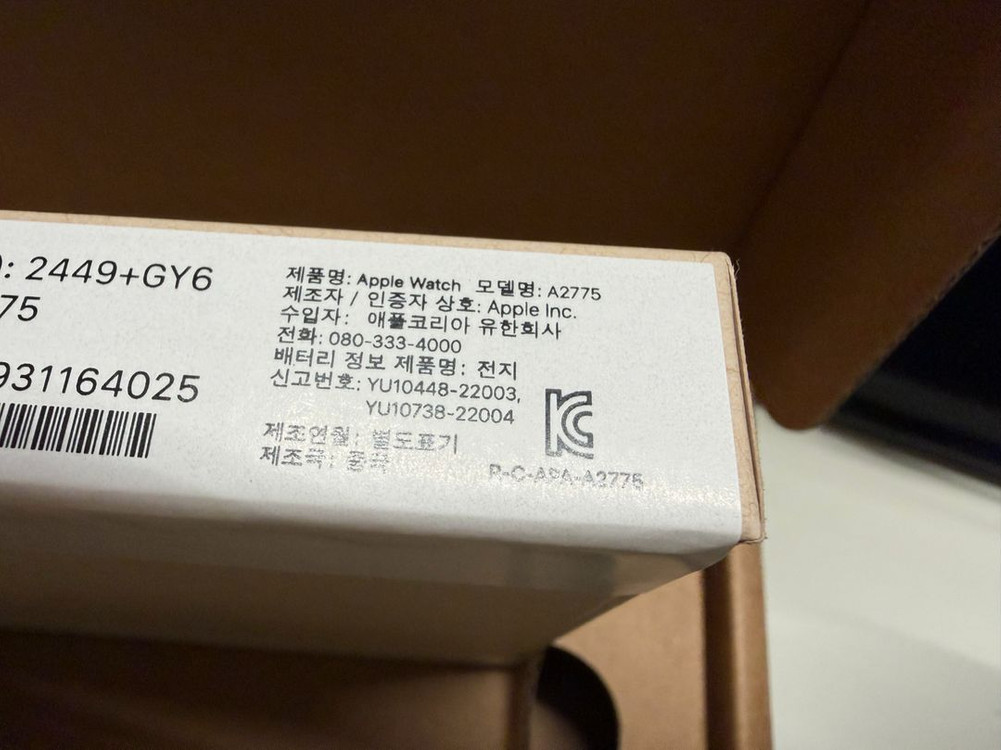 : 2449+GY6
75
931164025
제품명: Apple Watch 모델명: A2775
제조자 / 인증자 상호: Apple Inc.
수입자: 애플코리아 유한회사
전화: 080-333-4000
배터리 정보 제품명: 전지
신고번호: YU10448-22003,
YU10738-22004
제조연월: 별도표기
제조국: 중국
KC
R-C-APA-A2775